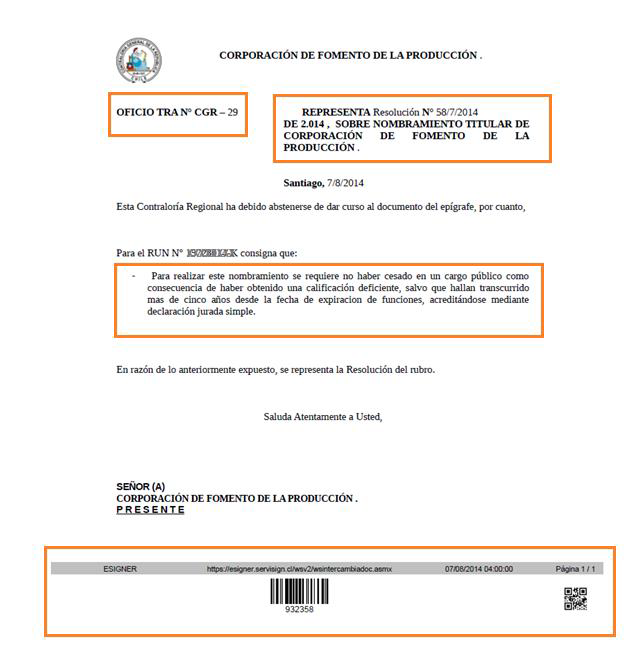 CORPORACIÓN DE FOMENTO DE LA PRODUCCIÓN .
OFICIO TRA N° CGR – 29
REPRESENTA Resolución N° 58/7/2014
DE 2.014 , SOBRE NOMBRAMIENTO TITULAR DE
CORPORACIÓN DE FOMENTO DE LA
PRODUCCIÓN .
Santiago, 7/8/2014
Esta Contraloría Regional ha debido abstenerse de dar curso al documento del epígrafe, por cuanto,
Para el RUN N° consigna que:
- Para realizar este nombramiento se requiere no haber cesado en un cargo público como
consecuencia de haber obtenido una calificación deficiente, salvo que hallan transcurrido
mas de cinco años desde la fecha de expiracion de funciones, acreditándose mediante
declaración jurada simple.
En razón de lo anteriormente expuesto, se representa la Resolución del rubro.
Saluda Atentamente a Usted,
SEÑOR (A)
CORPORACIÓN DE FOMENTO DE LA PRODUCCIÓN .
PRESENTE
ESIGNER https://esigner.servisign.cl/wsv2/wsintercambiadoc.asmx 07/08/2014 04:00:00 Página 1 / 1
932358